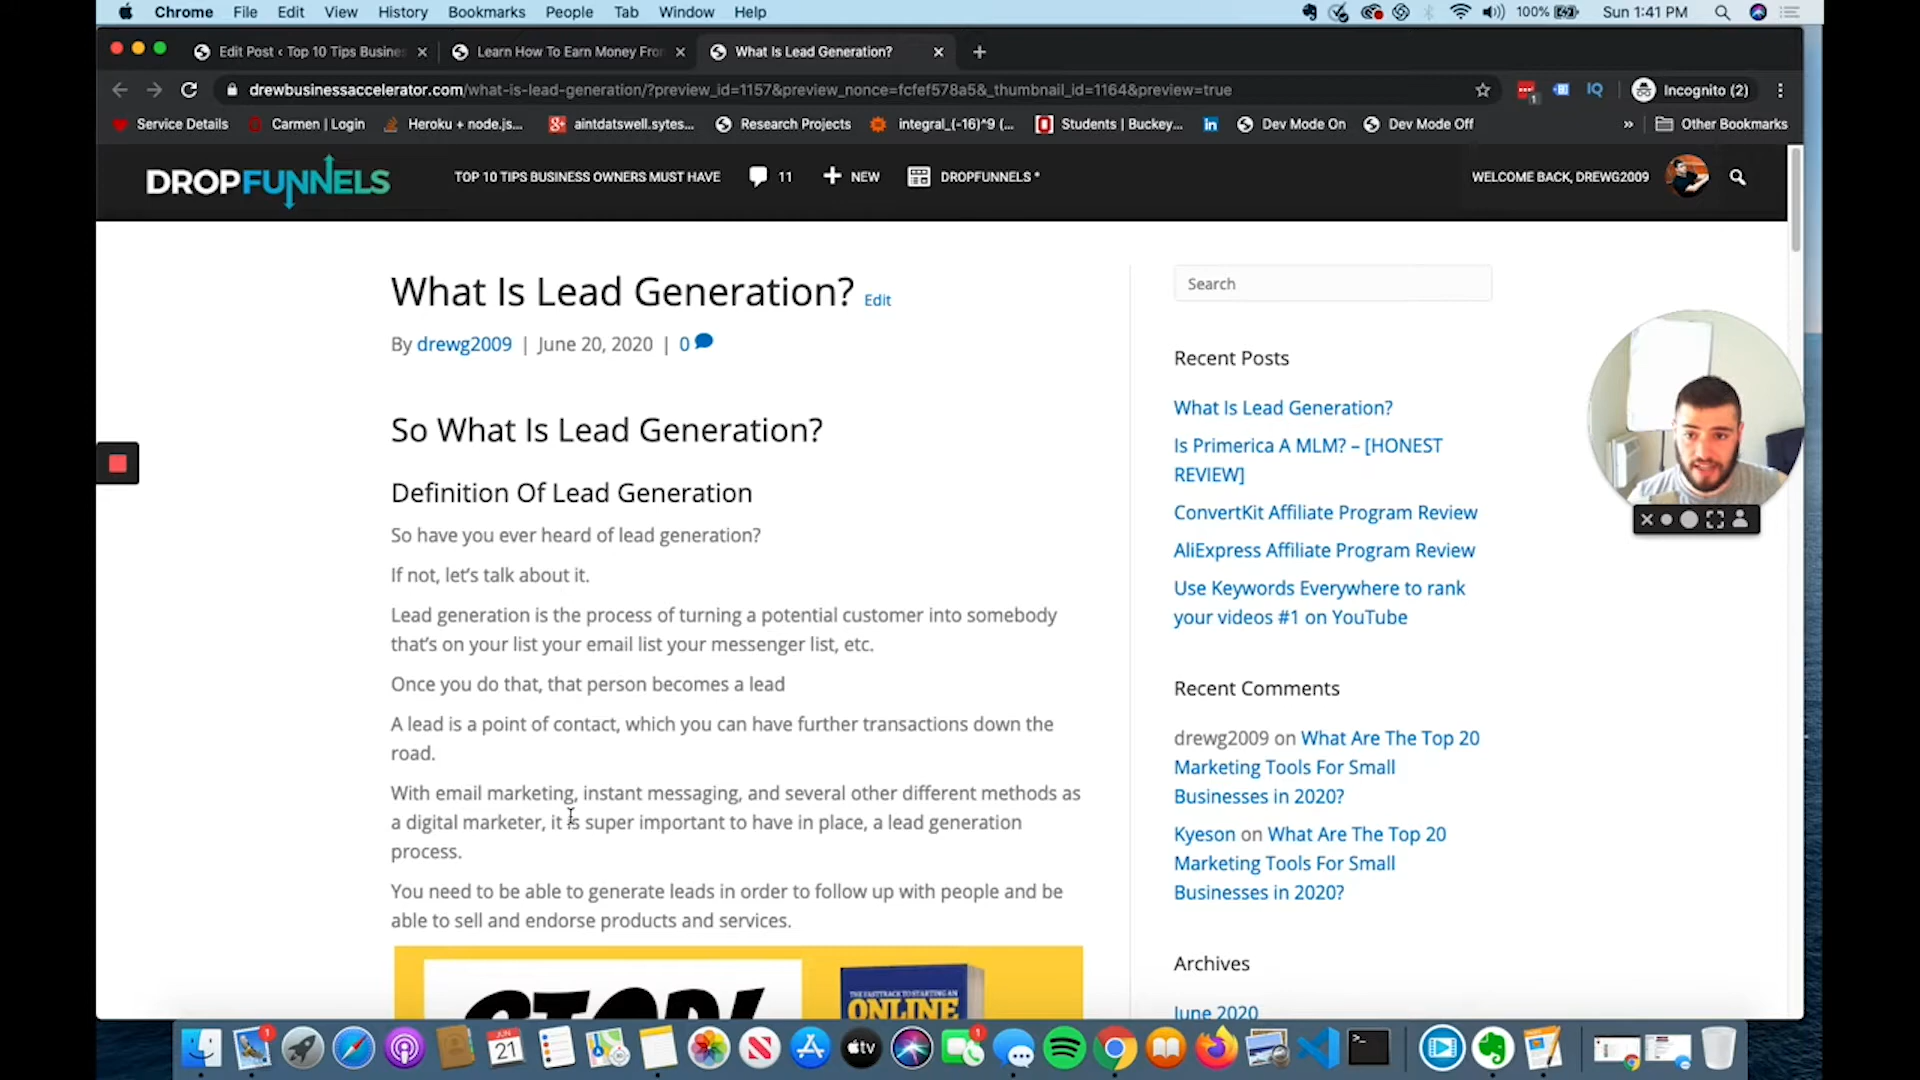 Chrome File Edit View History Bookmarks People Tab Window Help 100% Sun 1:41 PM
Edit Post ‹ Top 10 Tips Busine
Learn How To Earn Money Fro
What Is Lead Generation?
drewbusinessaccelerator.com/what-is-lead-generation/?preview_id=1157&preview_nonce=fcfef578a5&_thumbnail_id=1164&preview=true
1
IQ
Incognito (2)
Service Details
Carmen | Login
Heroku + node.js...
aintdatswell.sytes...
Research Projects
integral_(-16)^9 (...
Students | Buckey...
in
Dev Mode On
Dev Mode Off
»
Other Bookmarks
DROPFUNNELS
TOP 10 TIPS BUSINESS OWNERS MUST HAVE
11
NEW
DROPFUNNELS *
WELCOME BACK, DREWG2009
What Is Lead Generation? Edit
By drewg2009 | June 20, 2020 | 0
So What Is Lead Generation?
Definition Of Lead Generation
So have you ever heard of lead generation?
If not, let's talk about it.
Lead generation is the process of turning a potential customer into somebody
that's on your list your email list your messenger list, etc.
Once you do that, that person becomes a lead
A lead is a point of contact, which you can have further transactions down the
road.
With email marketing, instant messaging, and several other different methods as
a digital marketer, it is super important to have in place, a lead generation
process.
You need to be able to generate leads in order to follow up with people and be
able to sell and endorse products and services.
STOP!
THE FASTTRACK TO STARTING AN
ONLINE
Search
Recent Posts
What Is Lead Generation?
Is Primerica A MLM? – [HONEST
REVIEW]
ConvertKit Affiliate Program Review
AliExpress Affiliate Program Review
Use Keywords Everywhere to rank
your videos #1 on YouTube
Recent Comments
drewg2009 on What Are The Top 20
Marketing Tools For Small
Businesses in 2020?
Kyeson on What Are The Top 20
Marketing Tools For Small
Businesses in 2020?
Archives
June 2020
1
JUN
21
tv
1